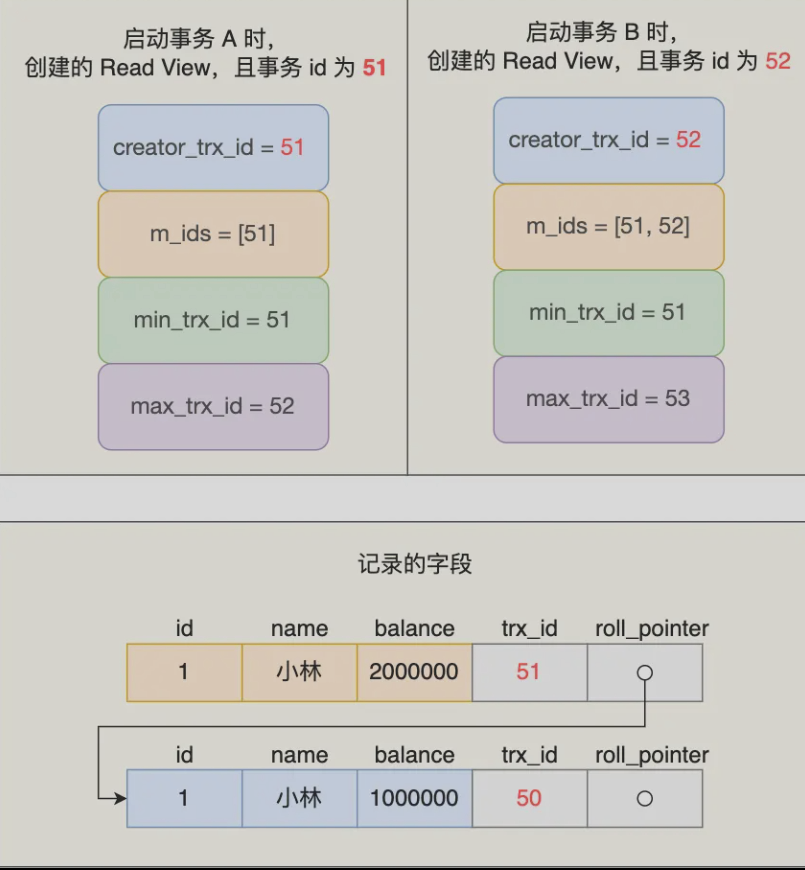 启动事务 A 时，
创建的 Read View，且事务 id 为 51
creator_trx_id = 51
m_ids = [51]
min_trx_id = 51
max_trx_id = 52
启动事务 B 时，
创建的 Read View，且事务 id 为 52
creator_trx_id = 52
m_ids = [51, 52]
min_trx_id = 51
max_trx_id = 53
记录的字段
id name balance trx_id roll_pointer
1 小林 2000000 51
id name balance trx_id roll_pointer
1 小林 1000000 50